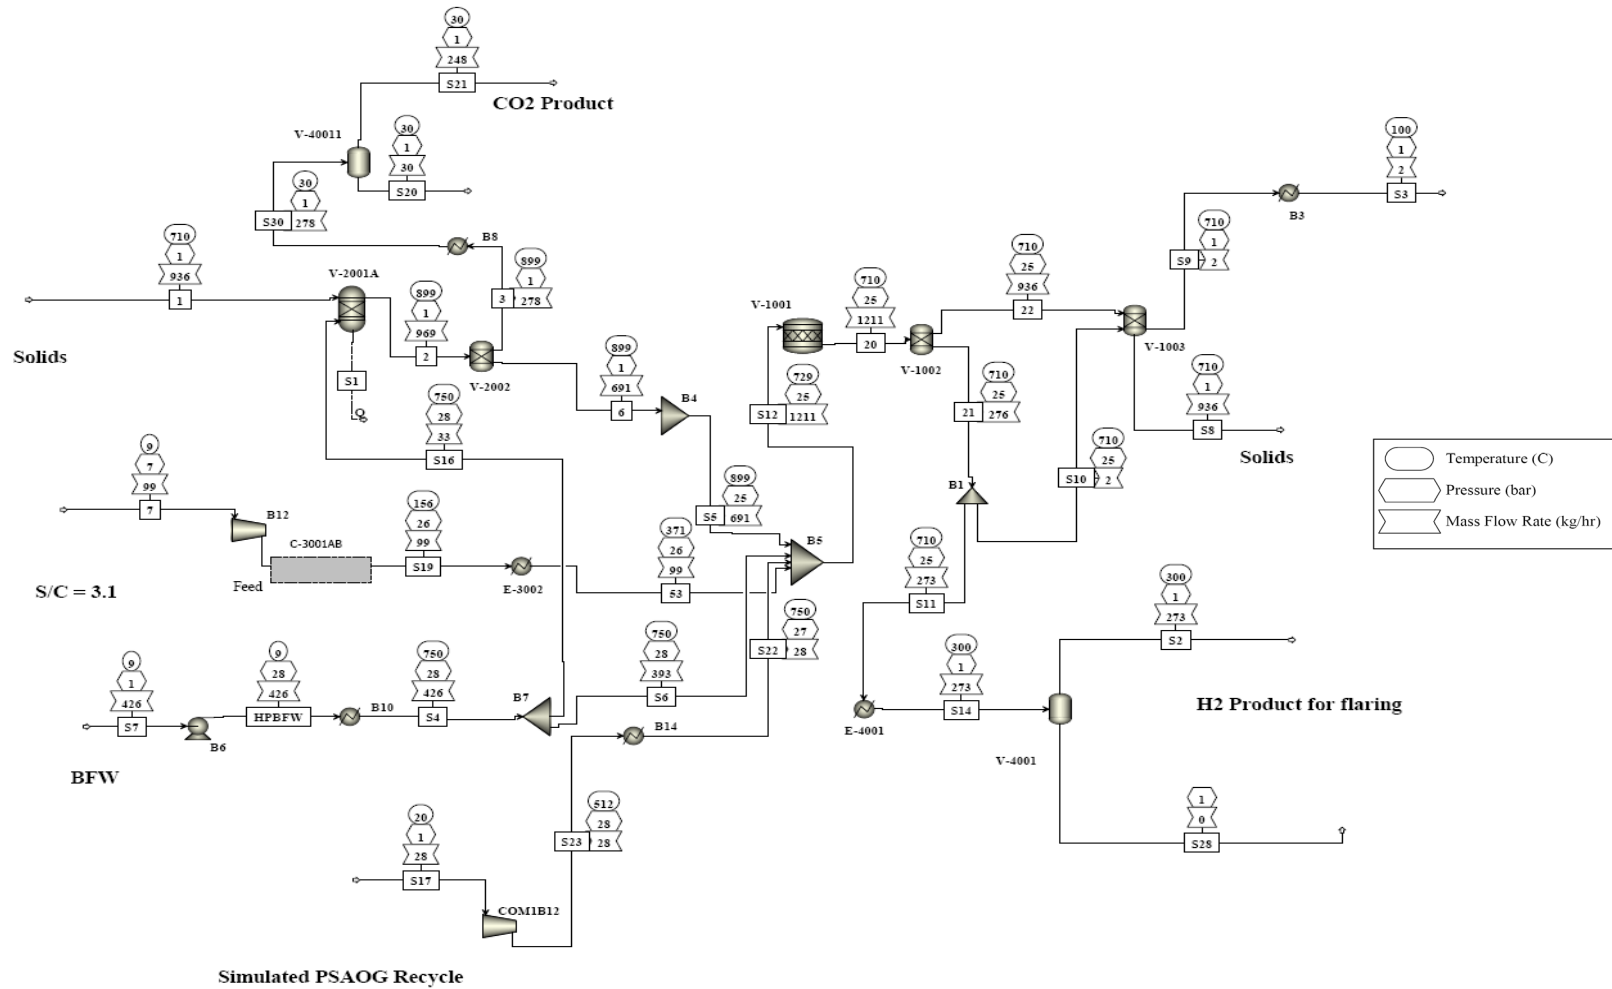 30
1
248
S21
CO2 Product
V-40011
30
1
30
S20
30
1
S30
278
B8
100
1
2
S3
B3
710
1
S9
2
710
1
936
1
Solids
V-2001A
899
1
969
2
899
1
3
278
V-2002
S1
Q
750
28
33
S16
899
1
691
6
B4
899
25
S5
691
V-1001
710
25
1211
20
729
25
S12
1211
V-1002
710
25
936
22
V-1003
710
25
21
276
710
1
936
S8
Solids
710
25
S10
2
B1
Temperature (C)
Pressure (bar)
Mass Flow Rate (kg/hr)
9
7
99
7
B12
C-3001AB
Feed
156
26
99
S19
E-3002
371
26
99
53
B5
S/C = 3.1
710
25
273
S11
750
27
S22
28
9
1
426
S7
B6
BFW
9
28
426
HPBFW
B10
750
28
426
S4
B7
750
28
393
S6
B14
300
1
273
S14
E-4001
V-4001
300
1
273
S2
H2 Product for flaring
1
0
S28
20
1
28
S17
COM1B12
512
28
S23
28
Simulated PSAOG Recycle